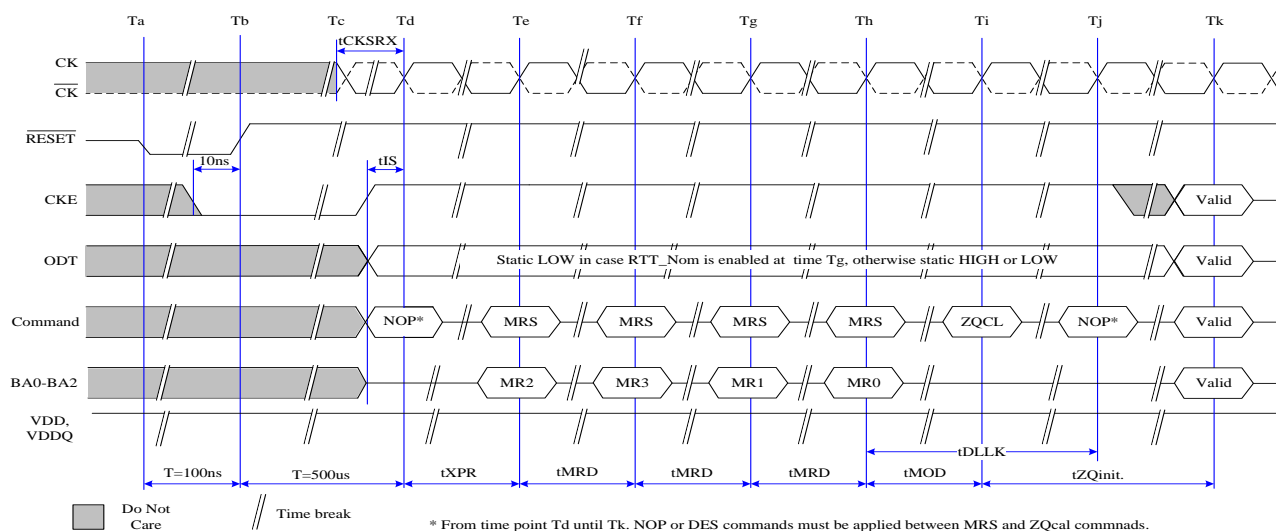 Ta Tb Tc Td Te Tf Tg Th Ti Tj Tk
tCKSRX
CK
CK
RESET
10ns tIS
CKE Valid
ODT Static LOW in case RTT_Nom is enabled at time Tg, otherwise static HIGH or LOW Valid
Command NOP* MRS MRS MRS MRS ZQCL NOP* Valid
BA0-BA2 MR2 MR3 MR1 MR0 Valid
VDD,
VDDQ
tDLLK
T=100ns T=500us tXPR tMRD tMRD tMRD tMOD tZQinit.
Do Not
Care
Time break
* From time point Td until Tk. NOP or DES commands must be applied between MRS and ZQcal commnads.